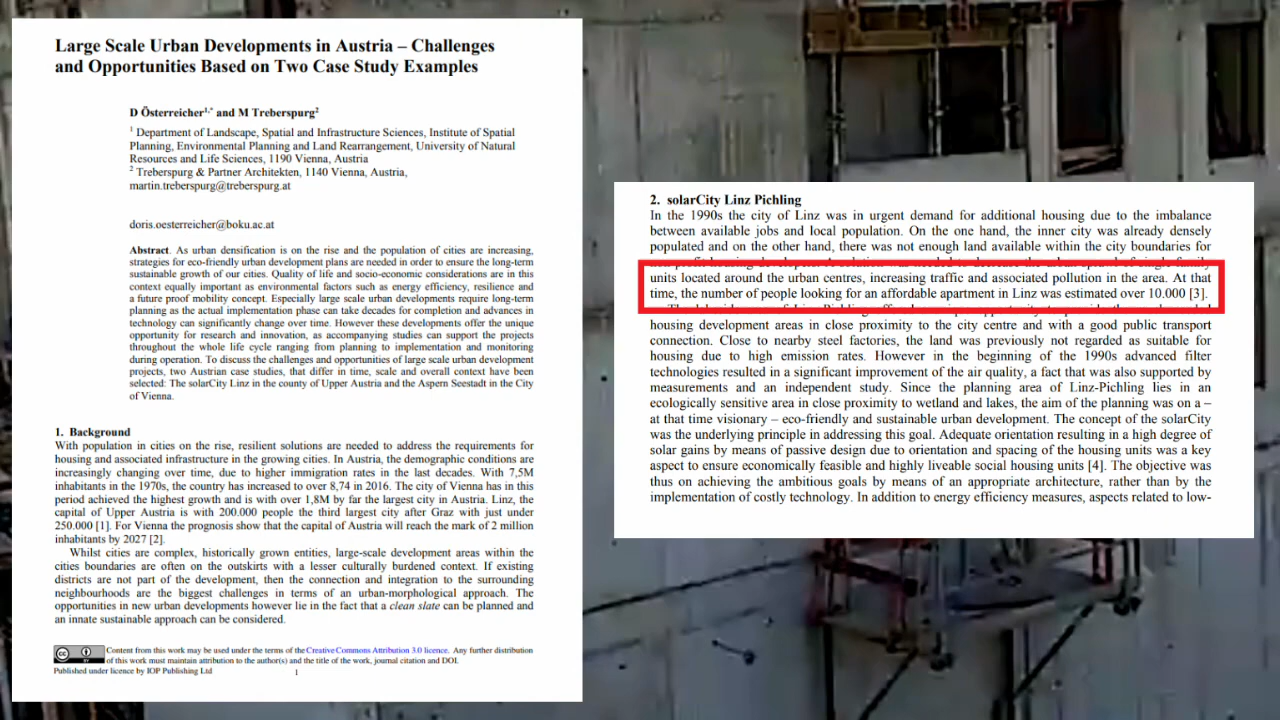 Large Scale Urban Developments in Austria – Challenges
and Opportunities Based on Two Case Study Examples
D Österreicher1,* and M Treberspurg2
1 Department of Landscape, Spatial and Infrastructure Sciences, Institute of Spatial
Planning, Environmental Planning and Land Rearrangement, University of Natural
Resources and Life Sciences, 1190 Vienna, Austria
2 Treberspurg & Partner Architekten, 1140 Vienna, Austria,
martin.treberspurg@treberspurg.at
doris.oesterreicher@boku.ac.at
Abstract. As urban densification is on the rise and the population of cities are increasing,
strategies for eco-friendly urban development plans are needed in order to ensure the long-term
sustainable growth of our cities. Quality of life and socio-economic considerations are in this
context equally important as environmental factors such as energy efficiency, resilience and
a future proof mobility concept. Especially large scale urban developments require long-term
planning as the actual implementation phase can take decades for completion and advances in
technology can significantly change over time. However these developments offer the unique
opportunity for research and innovation, as accompanying studies can support the projects
throughout the whole life cycle ranging from planning to implementation and monitoring
during operation. To discuss the challenges and opportunities of large scale urban development
projects, two Austrian case studies, that differ in time, scale and overall context have been
selected: The solarCity Linz in the county of Upper Austria and the Aspern Seestadt in the City
of Vienna.
1. Background
With population in cities on the rise, resilient solutions are needed to address the requirements for
housing and associated infrastructure in the growing cities. In Austria, the demographic conditions are
increasingly changing over time, due to higher immigration rates in the last decades. With 7,5M
inhabitants in the 1970s, the country has increased to over 8,74 in 2016. The city of Vienna has in this
period achieved the highest growth and is with over 1,8M by far the largest city in Austria. Linz, the
capital of Upper Austria is with 200.000 people the third largest city after Graz with just under
250.000 [1]. For Vienna the prognosis show that the capital of Austria will reach the mark of 2 million
inhabitants by 2027 [2].
Whilst cities are complex, historically grown entities, large-scale development areas within the
cities boundaries are often on the outskirts with a lesser culturally burdened context. If existing
districts are not part of the development, then the connection and integration to the surrounding
neighbourhoods are the biggest challenges in terms of an urban-morphological approach. The
opportunities in new urban developments however lie in the fact that a clean slate can be planned and
an innate sustainable approach can be considered.
cc BY
Content from this work may be used under the terms of the Creative Commons Attribution 3.0 licence. Any further distribution
of this work must maintain attribution to the author(s) and the title of the work, journal citation and DOI.
Published under licence by IOP Publishing Ltd 1
2. solarCity Linz Pichling
In the 1990s the city of Linz was in urgent demand for additional housing due to the imbalance
between available jobs and local population. On the one hand, the inner city was already densely
populated and on the other hand, there was not enough land available within the city boundaries for
units located around the urban centres, increasing traffic and associated pollution in the area. At that
time, the number of people looking for an affordable apartment in Linz was estimated over 10.000 [3].
housing development areas in close proximity to the city centre and with a good public transport
connection. Close to nearby steel factories, the land was previously not regarded as suitable for
housing due to high emission rates. However in the beginning of the 1990s advanced filter
technologies resulted in a significant improvement of the air quality, a fact that was also supported by
measurements and an independent study. Since the planning area of Linz-Pichling lies in an
ecologically sensitive area in close proximity to wetland and lakes, the aim of the planning was on a –
at that time visionary – eco-friendly and sustainable urban development. The concept of the solarCity
was the underlying principle in addressing this goal. Adequate orientation resulting in a high degree of
solar gains by means of passive design due to orientation and spacing of the housing units was a key
aspect to ensure economically feasible and highly liveable social housing units [4]. The objective was
thus on achieving the ambitious goals by means of an appropriate architecture, rather than by the
implementation of costly technology. In addition to energy efficiency measures, aspects related to low-